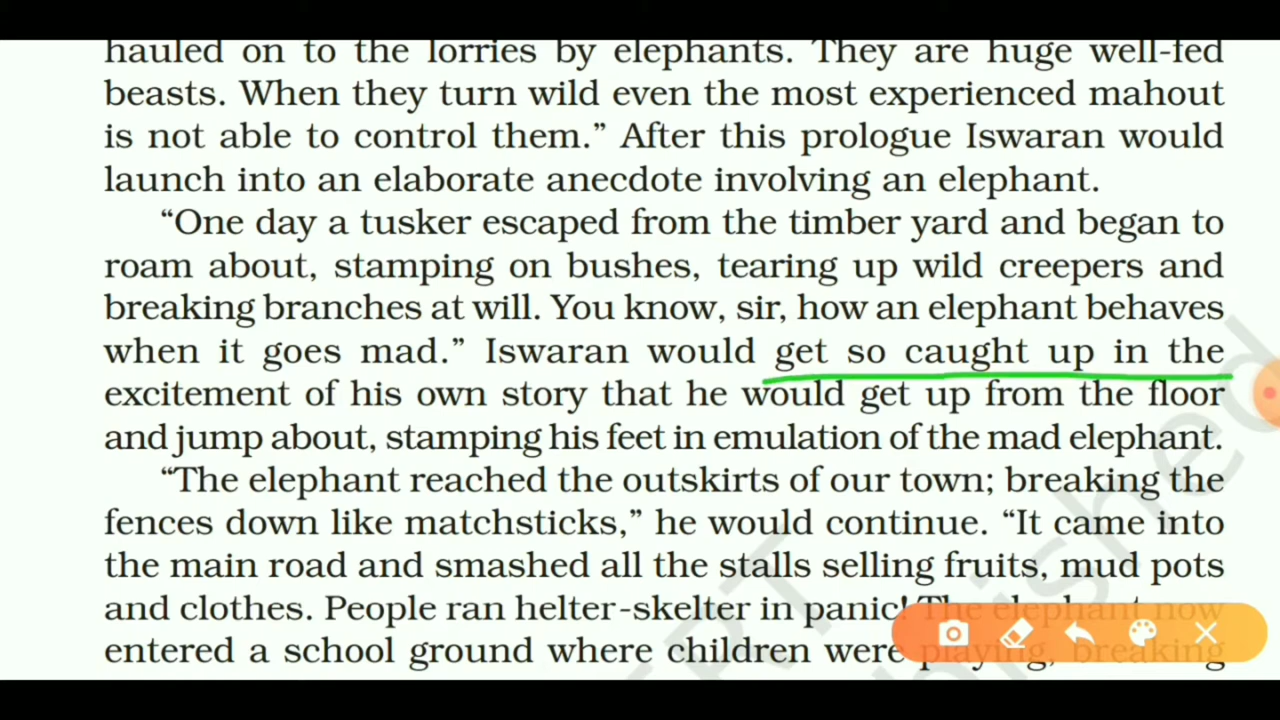 hauled on to the lorries by elephants. They are huge well-fed
beasts. When they turn wild even the most experienced mahout
is not able to control them.” After this prologue Iswaran would
launch into an elaborate anecdote involving an elephant.
“One day a tusker escaped from the timber yard and began to
roam about, stamping on bushes, tearing up wild creepers and
breaking branches at will. You know, sir, how an elephant behaves
when it goes mad.” Iswaran would get so caught up in the
excitement of his own story that he would get up from the floor
and jump about, stamping his feet in emulation of the mad elephant.
“The elephant reached the outskirts of our town; breaking the
fences down like matchsticks,” he would continue. “It came into
the main road and smashed all the stalls selling fruits, mud pots
and clothes. People ran helter-skelter in panic! The elephant now
entered a school ground where children were playing, breaking